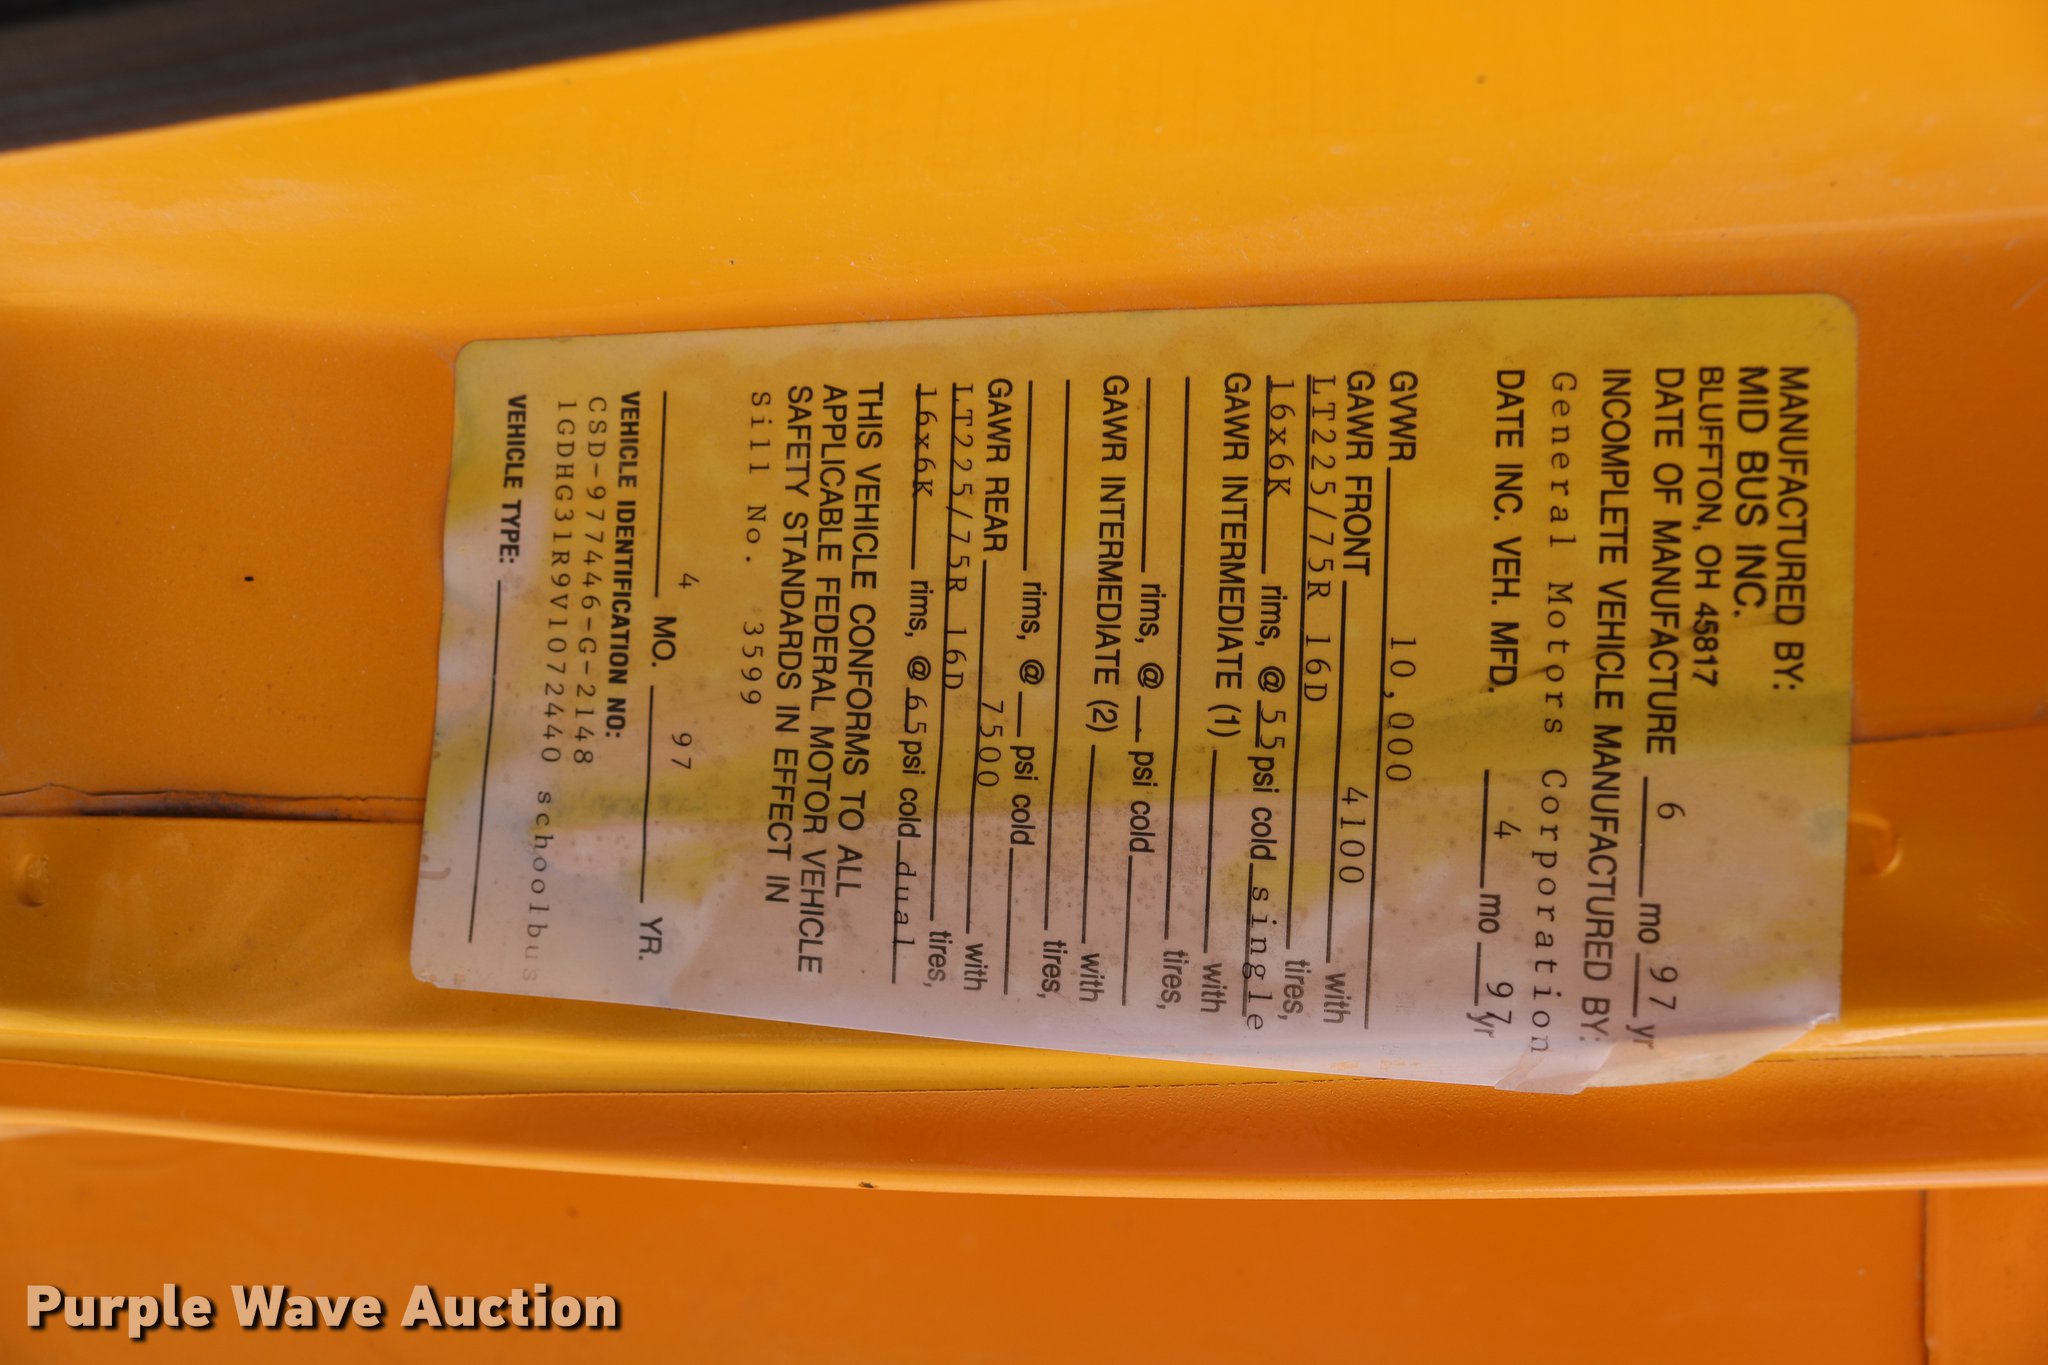 MANUFACTURED BY:
MID BUS INC.
BLUFFTON, OH 45817
DATE OF MANUFACTURE 6 mo 97 yr
INCOMPLETE VEHICLE MANUFACTURED BY:
General Motors Corporation
DATE INC. VEH. MFD. 4 mo 97 yr
GVWR 10,000
GAWR FRONT 4100 with
LT225/75R 16D tires,
16x6K rims, @ 55 psi cold single
GAWR INTERMEDIATE (1) with
tires,
rims, @ psi cold
GAWR INTERMEDIATE (2) with
tires,
rims, @ psi cold
GAWR REAR 7500 with
LT225/75R 16D tires,
16x6K rims, @ 65 psi cold dual
THIS VEHICLE CONFORMS TO ALL
APPLICABLE FEDERAL MOTOR VEHICLE
SAFETY STANDARDS IN EFFECT IN
Sill No. 3599
4 MO. 97 YR.
VEHICLE IDENTIFICATION NO:
CSD-977446-G-2148
1GDHG31R9V1072440 schoolbus
VEHICLE TYPE:
Purple Wave Auction